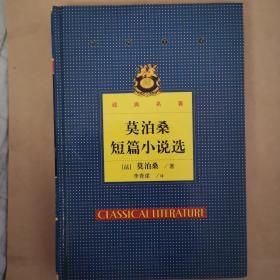 经典名著
莫泊桑
短篇小说选
[法] 莫泊桑 / 著
李青崖 / 译
CLASSICAL LITERATURE